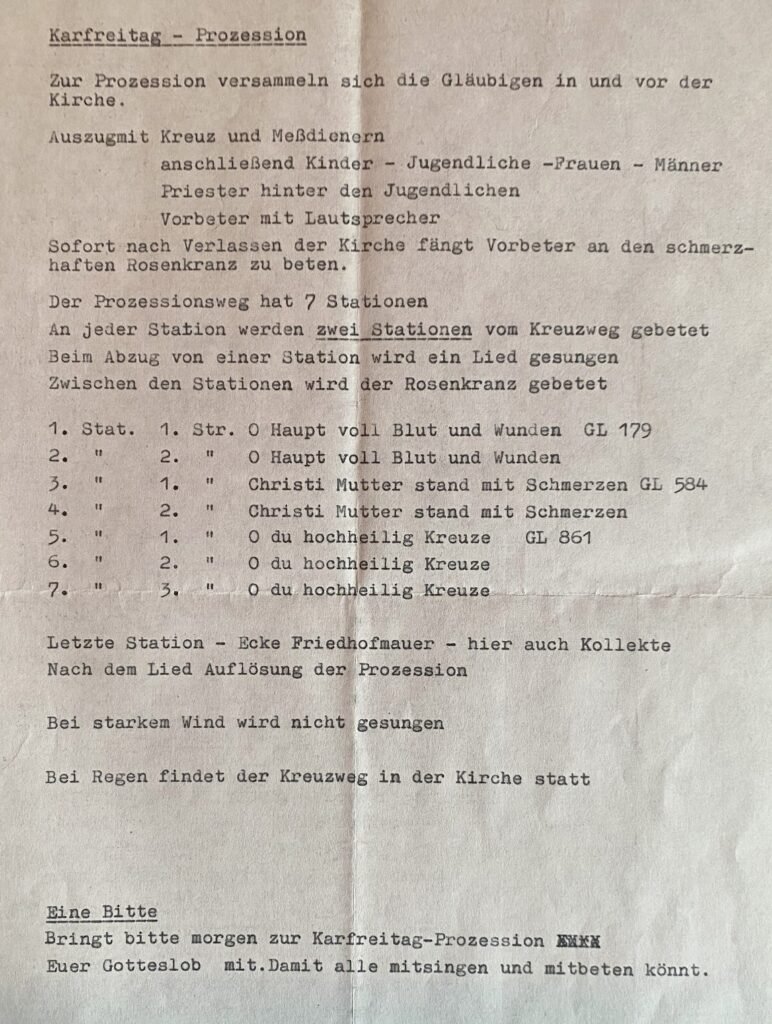 Karfreitag - Prozession
Zur Prozession versammeln sich die Gläubigen in und vor der
Kirche.
Auszugmit Kreuz und Meßdienern
anschließend Kinder - Jugendliche -Frauen - Männer
Priester hinter den Jugendlichen
Vorbeter mit Lautsprecher
Sofort nach Verlassen der Kirche fängt Vorbeter an den schmerz-
haften Rosenkranz zu beten.
Der Prozessionsweg hat 7 Stationen
An jeder Station werden zwei Stationen vom Kreuzweg gebetet
Beim Abzug von einer Station wird ein Lied gesungen
Zwischen den Stationen wird der Rosenkranz gebetet
1. Stat. 1. Str. O Haupt voll Blut und Wunden GL 179
2. " 2. " O Haupt voll Blut und Wunden
3. " 1. " Christi Mutter stand mit Schmerzen GL 584
4. " 2. " Christi Mutter stand mit Schmerzen
5. " 1. " O du hochheilig Kreuze GL 861
6. " 2. " O du hochheilig Kreuze
7. " 3. " O du hochheilig Kreuze
Letzte Station - Ecke Friedhofmauer - hier auch Kollekte
Nach dem Lied Auflösung der Prozession
Bei starkem Wind wird nicht gesungen
Bei Regen findet der Kreuzweg in der Kirche statt
Eine Bitte
Bringt bitte morgen zur Karfreitag-Prozession
Euer Gotteslob mit.Damit alle mitsingen und mitbeten könnt.